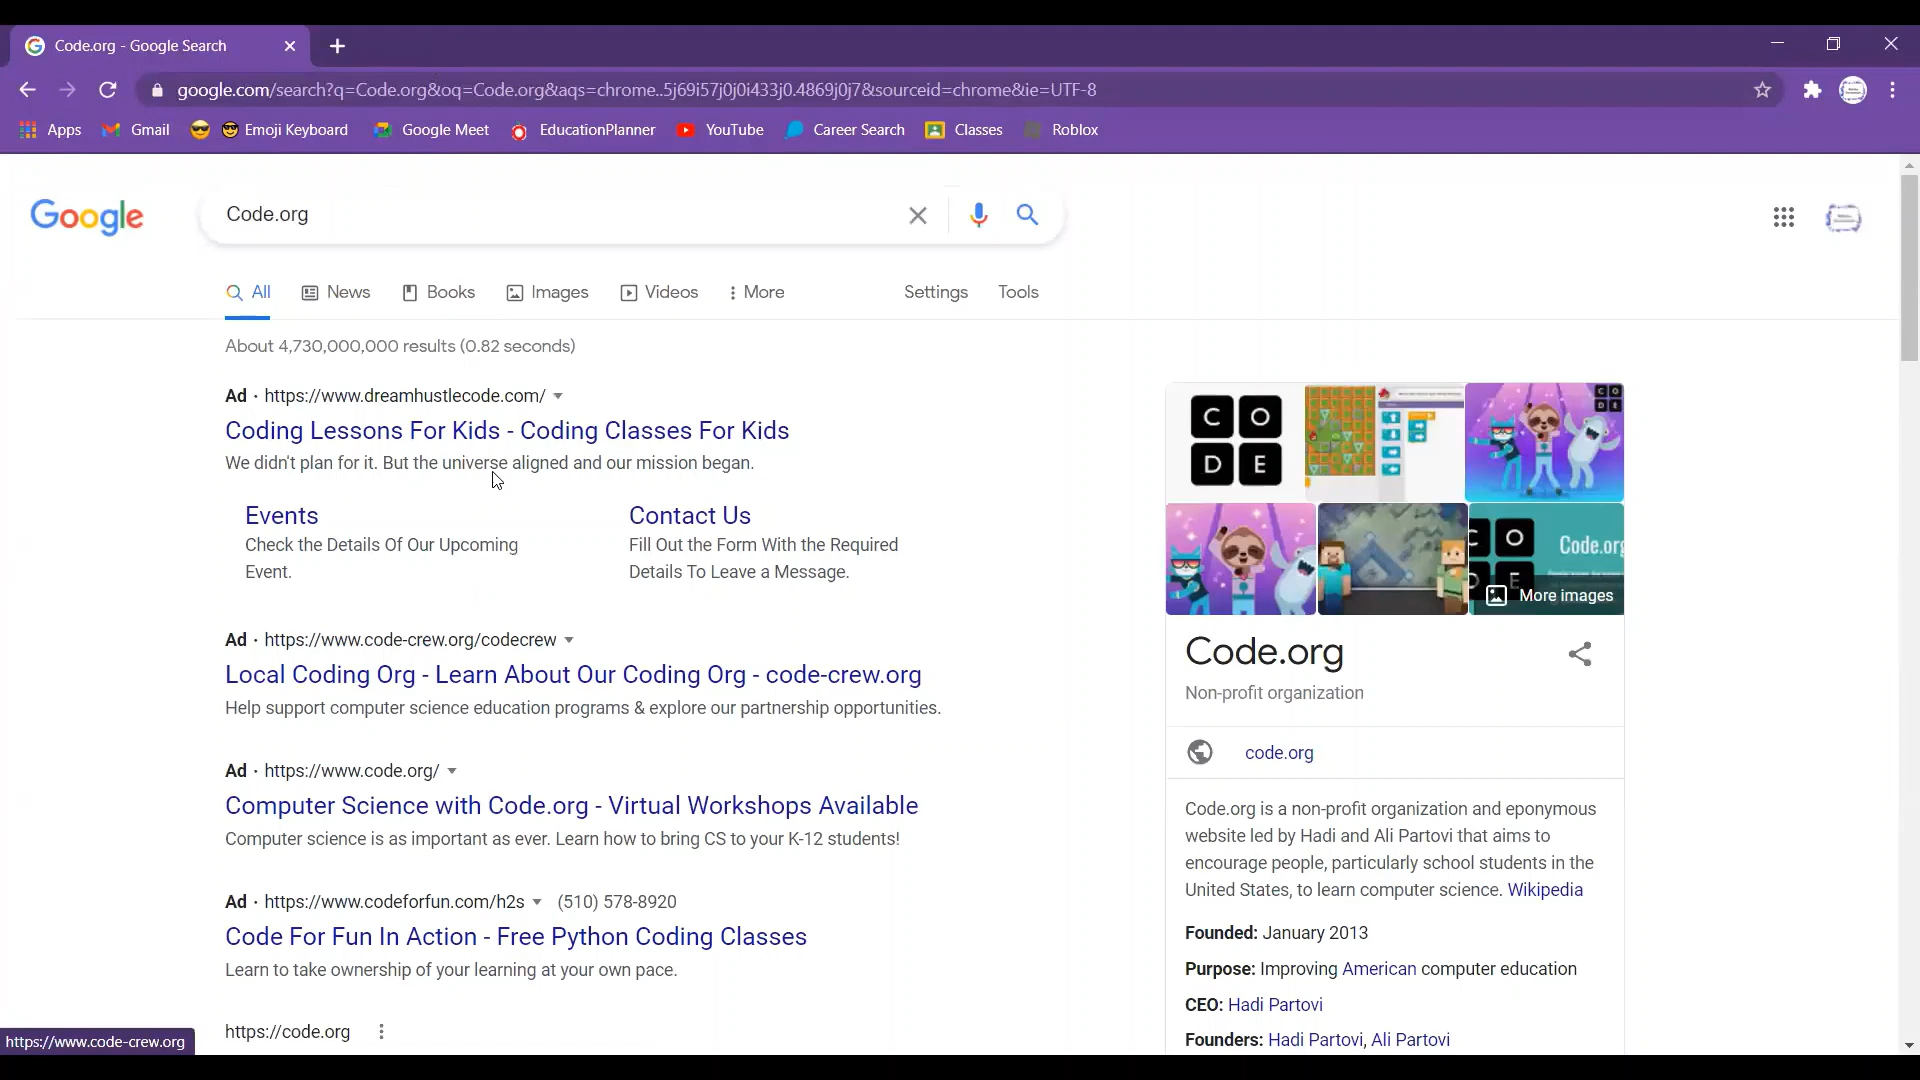 Code.org - Google Search
google.com/search?q=Code.org&oq=Code.org&aqs=chrome..5j69i57j0j0i433j0.4869j0j7&sourceid=chrome&ie=UTF-8
Apps Gmail Emoji Keyboard Google Meet EducationPlanner YouTube Career Search Classes Roblox
Google Code.org
All News Books Images Videos More Settings Tools
About 4,730,000,000 results (0.82 seconds)
Ad · https://www.dreamhustlecode.com/
Coding Lessons For Kids - Coding Classes For Kids
We didn't plan for it. But the universe aligned and our mission began.
Events
Check the Details Of Our Upcoming
Event.
Contact Us
Fill Out the Form With the Required
Details To Leave a Message.
Ad · https://www.code-crew.org/codecrew
Local Coding Org - Learn About Our Coding Org - code-crew.org
Help support computer science education programs & explore our partnership opportunities.
Ad · https://www.code.org/
Computer Science with Code.org - Virtual Workshops Available
Computer science is as important as ever. Learn how to bring CS to your K-12 students!
Ad · https://www.codeforfun.com/h2s (510) 578-8920
Code For Fun In Action - Free Python Coding Classes
Learn to take ownership of your learning at your own pace.
https://code.org
https://www.code-crew.org
C O
D E
C O
D E
C O
D E
Code.org
More images
Code.org
Non-profit organization
code.org
Code.org is a non-profit organization and eponymous
website led by Hadi and Ali Partovi that aims to
encourage people, particularly school students in the
United States, to learn computer science. Wikipedia
Founded: January 2013
Purpose: Improving American computer education
CEO: Hadi Partovi
Founders: Hadi Partovi, Ali Partovi